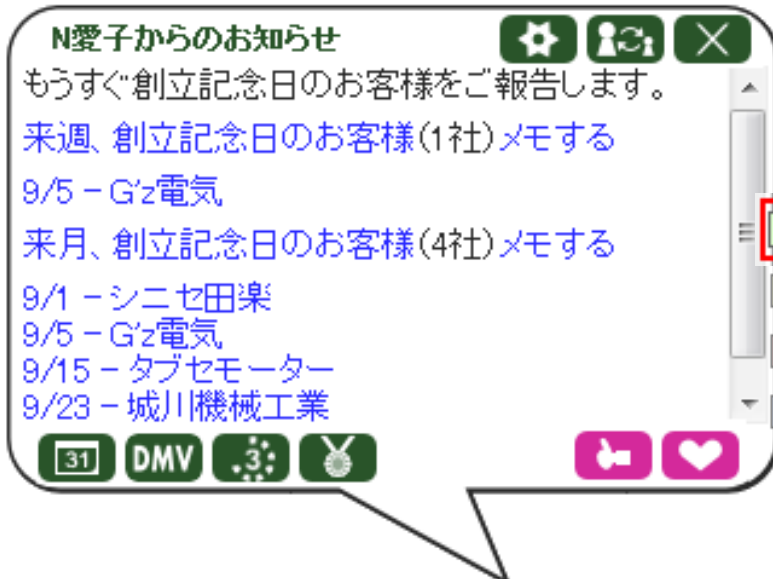 N愛子からのお知らせ
もうすぐ創立記念日のお客様をご報告します。
来週、創立記念日のお客様(1社)メモする
9/5 − G'z電気
来月、創立記念日のお客様(4社)メモする
9/1 − シニセ田楽
9/5 − G'z電気
9/15 − タブセモーター
9/23 − 城川機械工業
31 DMV 3